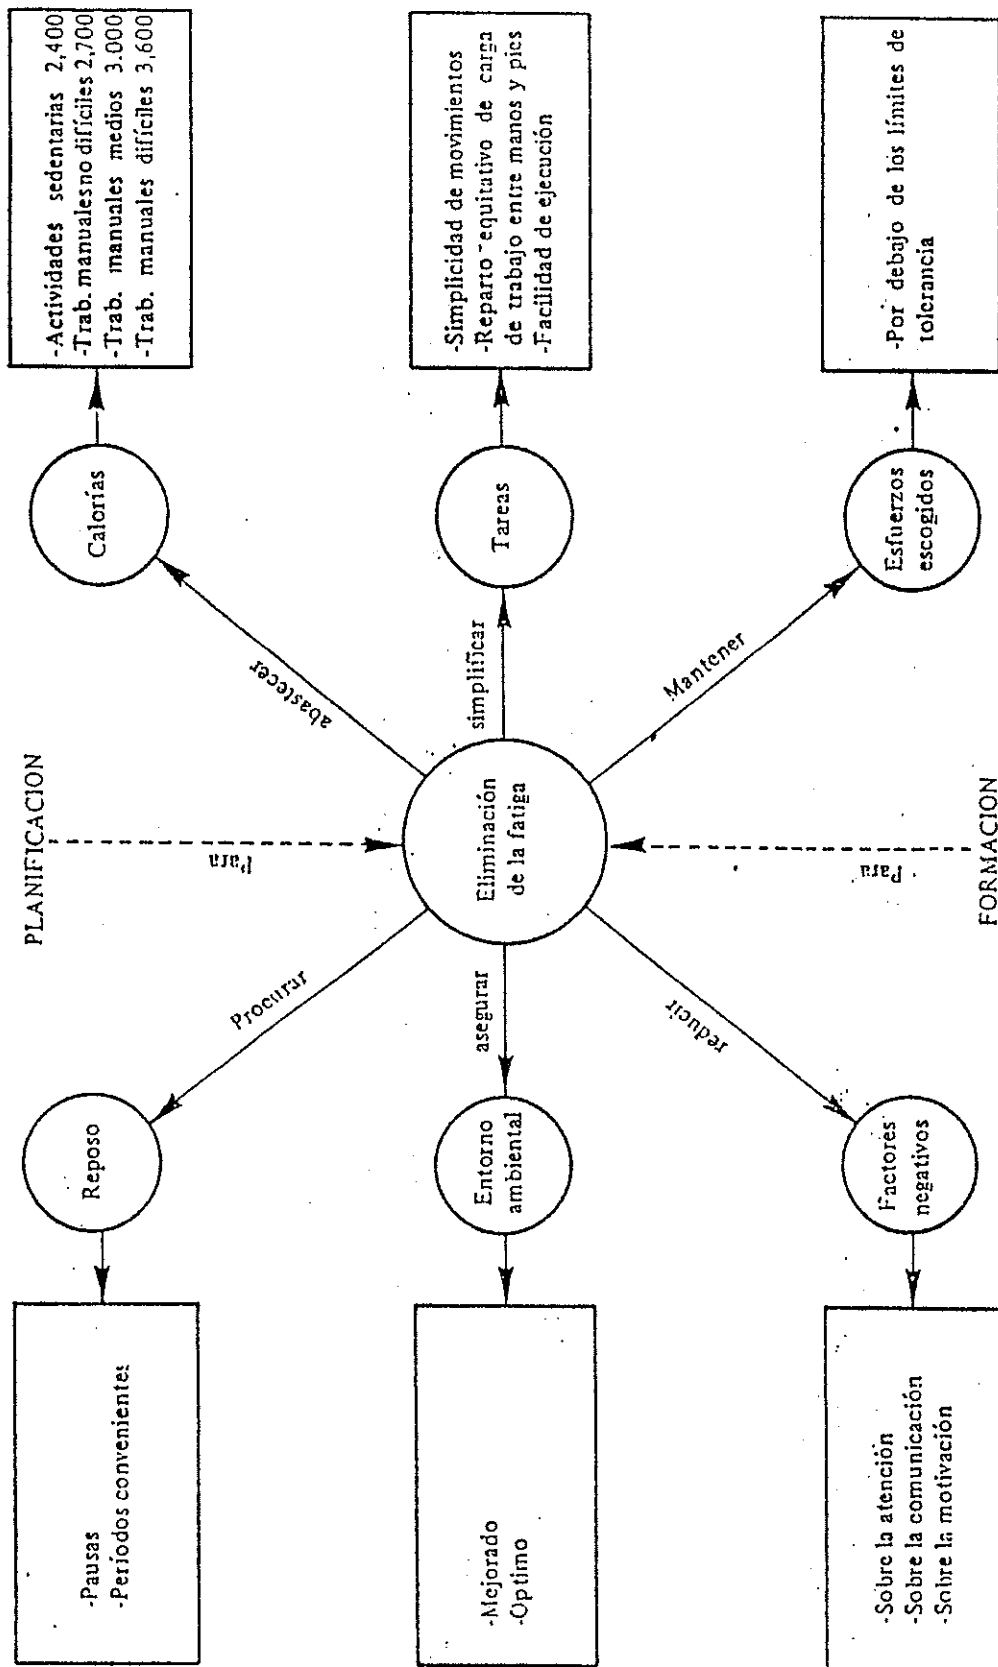 PLANIFICACION
Para
Eliminación
de la fatiga
Para
FORMACION
Procurar
Reposo
-Pausas
-Períodos convenientes
asegurar
Entorno
ambiental
-Mejorado
-Optimo
reducir
Factores
negativos
-Sobre la atención
-Sobre la comunicación
-Sobre la motivación
abastecer
Calorías
-Actividades sedentarias 2,400
-Trab. manuales no difíciles 2,700
-Trab. manuales medios 3.000
-Trab. manuales difíciles 3,600
simplificar
Tareas
-Simplicidad de movimientos
-Reparto equitativo de carga
de trabajo entre manos y pies
-Facilidad de ejecución
Mantener
Esfuerzos
escogidos
-Por debajo de los límites de
tolerancia